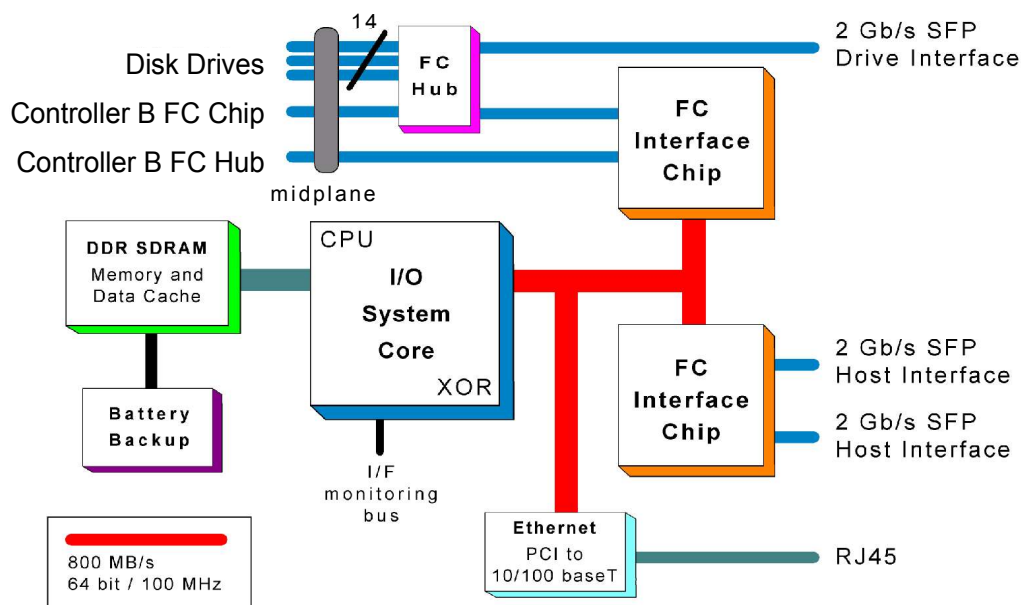 14
Disk Drives
Controller B FC Chip
Controller B FC Hub
midplane
FC
Hub
2 Gb/s SFP
Drive Interface
FC
Interface
Chip
DDR SDRAM
Memory and
Data Cache
CPU
I/O
System
Core
XOR
FC
Interface
Chip
2 Gb/s SFP
Host Interface
2 Gb/s SFP
Host Interface
Battery
Backup
I/F
monitoring
bus
Ethernet
PCI to
10/100 baseT
RJ45
800 MB/s
64 bit / 100 MHz